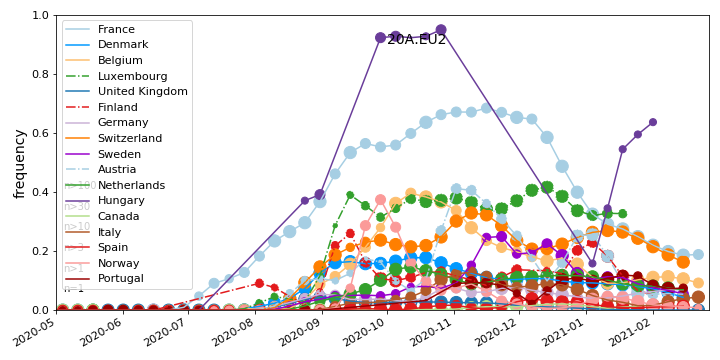 1.0
0.8
0.6
0.4
0.2
0.0
frequency
20A.EU2
France
Denmark
Belgium
Luxembourg
United Kingdom
Finland
Germany
Switzerland
Sweden
Austria
Netherlands
Hungary
Canada
Italy
Spain
Norway
Portugal
n>30
n>10
n>3
n>1
n=1
2020-05
2020-06
2020-07
2020-08
2020-09
2020-10
2020-11
2020-12
2021-01
2021-02